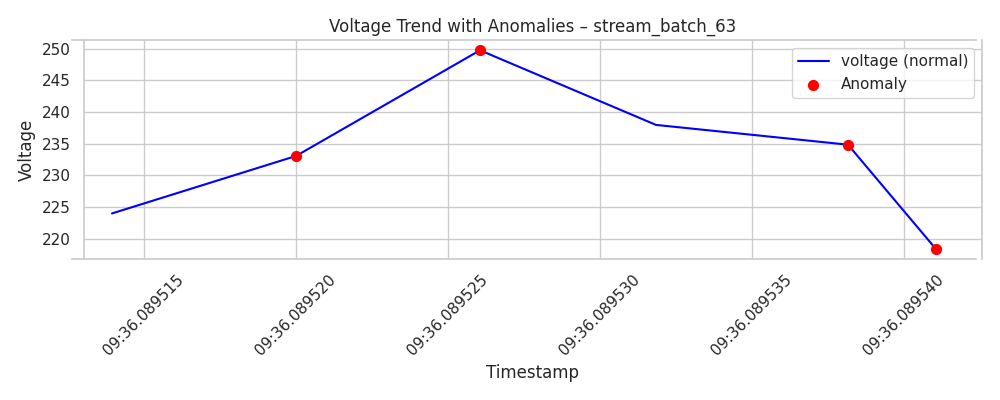 Voltage Trend with Anomalies – stream_batch_63
250
245
240
235
230
225
220
Voltage
voltage (normal)
Anomaly
09:36.089515
09:36.089520
09:36.089525
09:36.089530
09:36.089535
09:36.089540
Timestamp